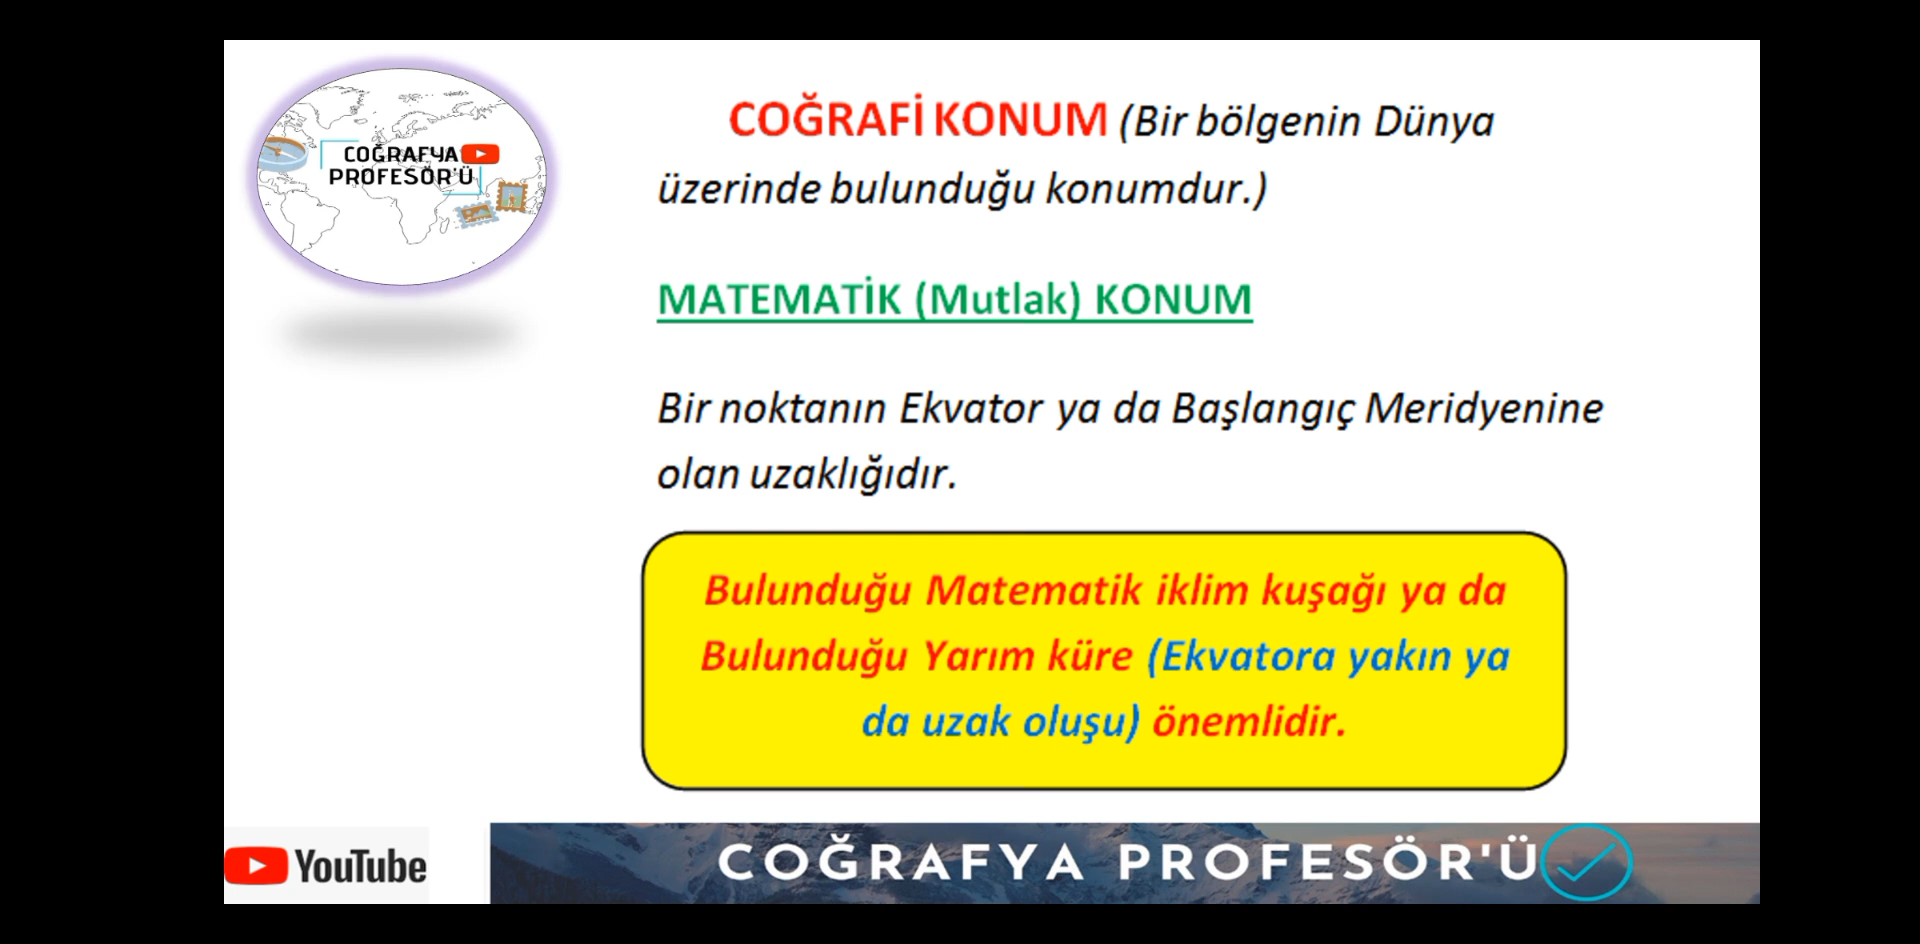 COĞRAFYA
PROFESÖR'Ü
COĞRAFİ KONUM (Bir bölgenin Dünya
üzerinde bulunduğu konumdur.)
MATEMATİK (Mutlak) KONUM
Bir noktanın Ekvator ya da Başlangıç Meridyenine
olan uzaklığıdır.
Bulunduğu Matematik iklim kuşağı ya da
Bulunduğu Yarım küre (Ekvatora yakın ya
da uzak oluşu) önemlidir.
YouTube
COĞRAFYA PROFESÖR'Ü